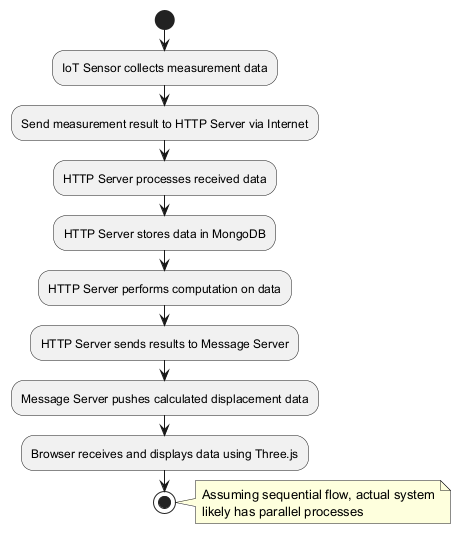 IoT Sensor collects measurement data
Send measurement result to HTTP Server via Internet
HTTP Server processes received data
HTTP Server stores data in MongoDB
HTTP Server performs computation on data
HTTP Server sends results to Message Server
Message Server pushes calculated displacement data
Browser receives and displays data using Three.js
Assuming sequential flow, actual system
likely has parallel processes